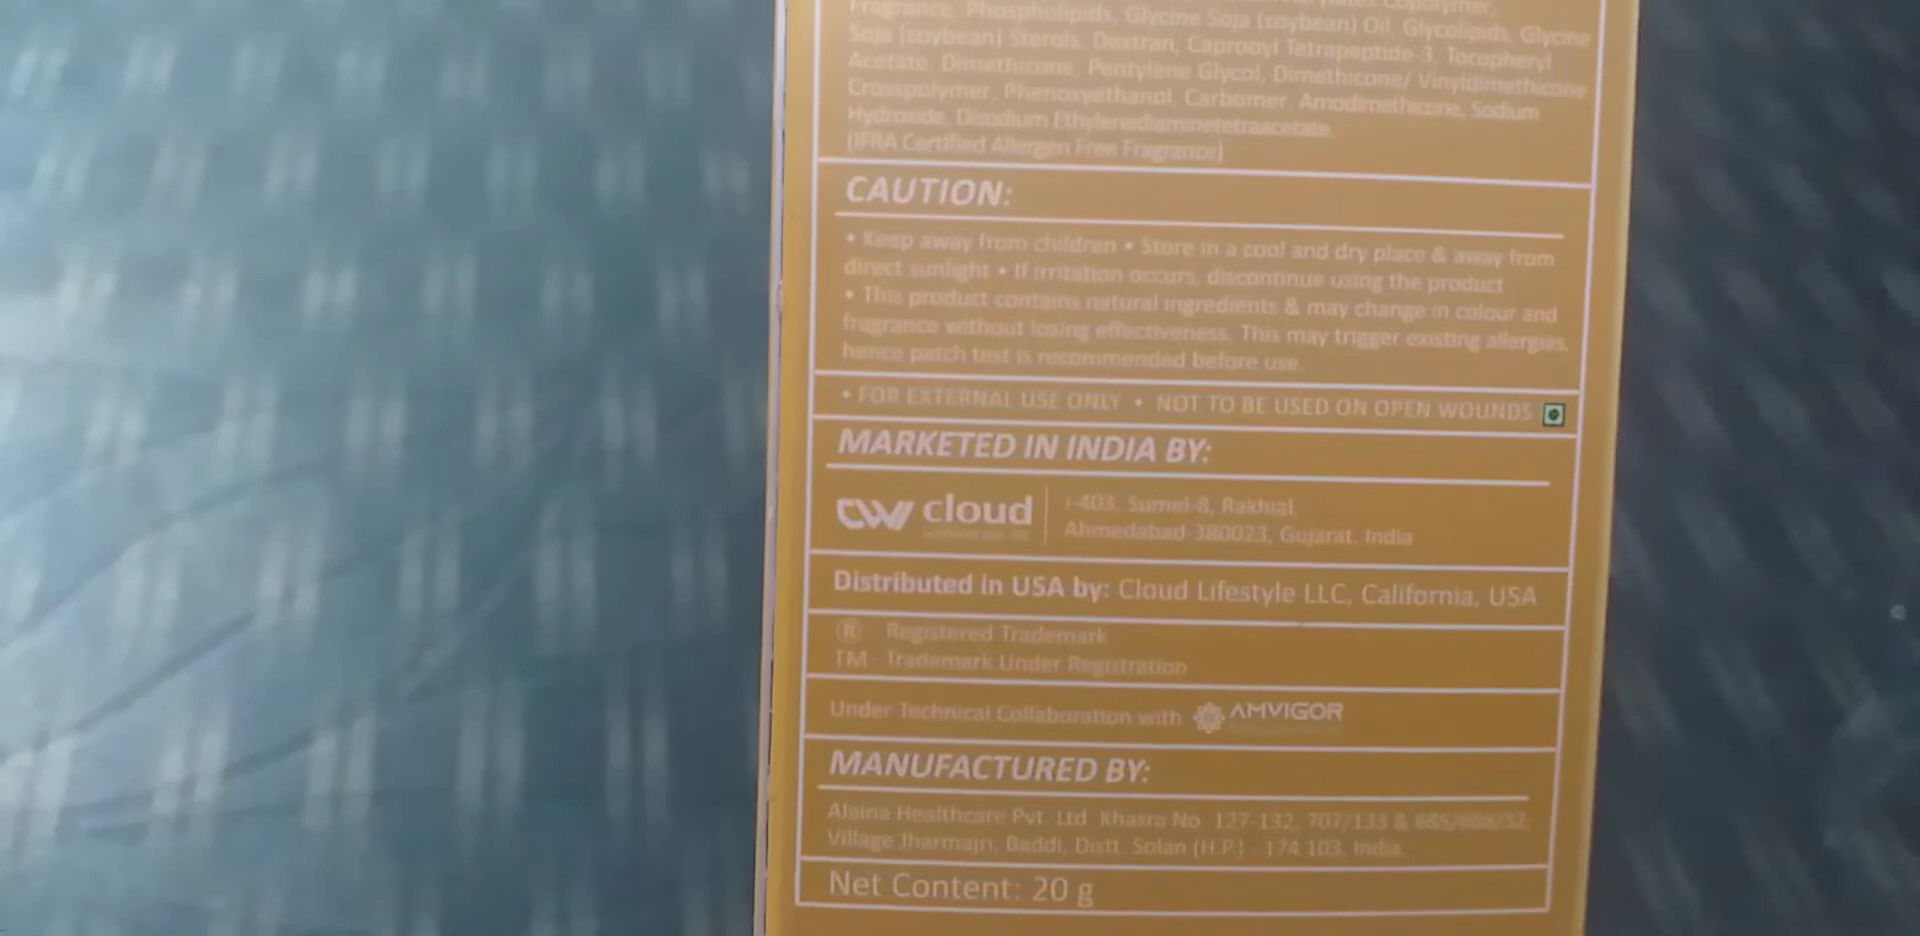 Copolymer,
Fragrance, Phospholipids, Glycine Soja (soybean) Oil, Glycolipids, Glycine
Soja (soybean) Sterols, Dextran, Caprooyl Tetrapeptide-3, Tocopheryl
Acetate, Dimethicone, Pentylene Glycol, Dimethicone/ Vinyldimethicone
Crosspolymer, Phenoxyethanol, Carbomer, Amodimethicone, Sodium
Hydroxide, Disodium Ethylenediaminetetraacetate.
(IFRA Certified Allergen Free Fragrance)
CAUTION:
• Keep away from children • Store in a cool and dry place & away from
direct sunlight • If irritation occurs, discontinue using the product
• This product contains natural ingredients & may change in colour and
fragrance without losing effectiveness. This may trigger existing allergies,
hence patch test is recommended before use.
• FOR EXTERNAL USE ONLY • NOT TO BE USED ON OPEN WOUNDS
MARKETED IN INDIA BY:
CW cloud
I-403, Sumel-8, Rakhial,
Ahmedabad-380023, Gujarat. India
Distributed in USA by: Cloud Lifestyle LLC, California, USA
® - Registered Trademark
TM - Trademark Under Registration
Under Technical Collaboration with AMVIGOR
MANUFACTURED BY:
Alaina Healthcare Pvt. Ltd. Khasra No. 127-132, 707/133 &
Village Jharmajri, Baddi, Distt. Solan (H.P.) - 174 103, India.
Net Content: 20 g